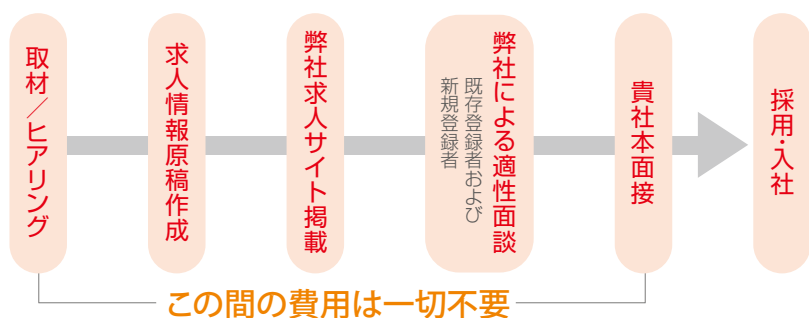 取材／ヒアリング
求人情報原稿作成
弊社求人サイト掲載
弊社による適性面談
既存登録者および
新規登録者
貴社本面接
採用・入社
この間の費用は一切不要